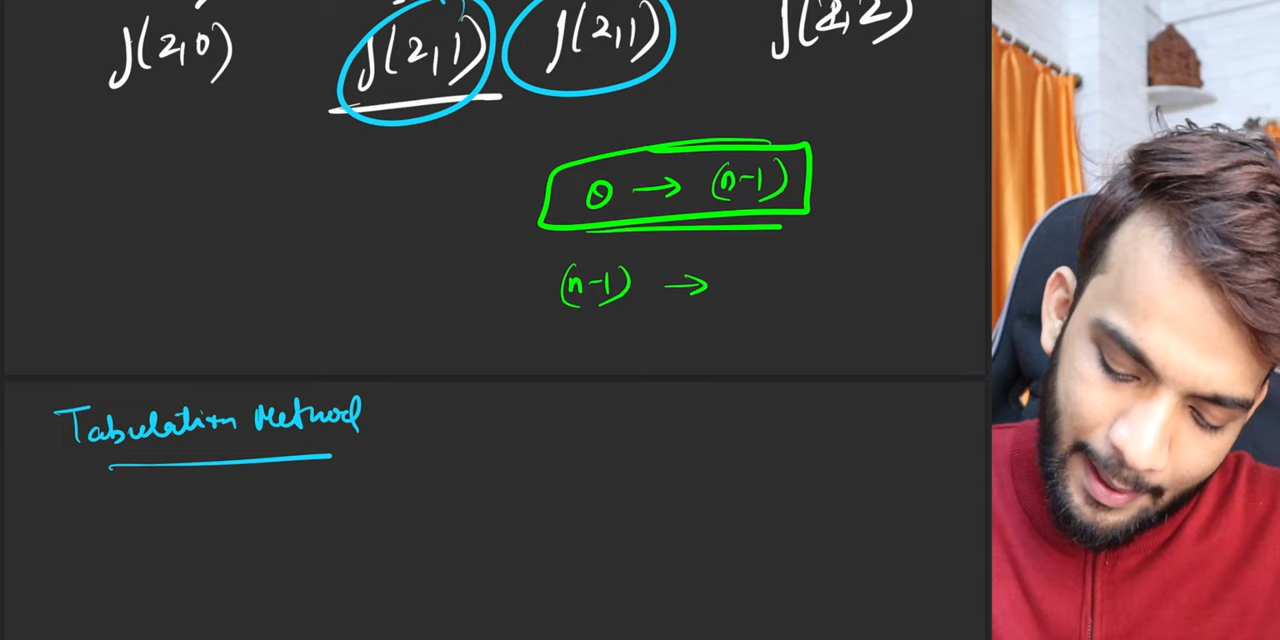 f(2,0) f(2,1) f(2,1) f(2,2)
0 → (n-1)
(n-1) →
Tabulation Method